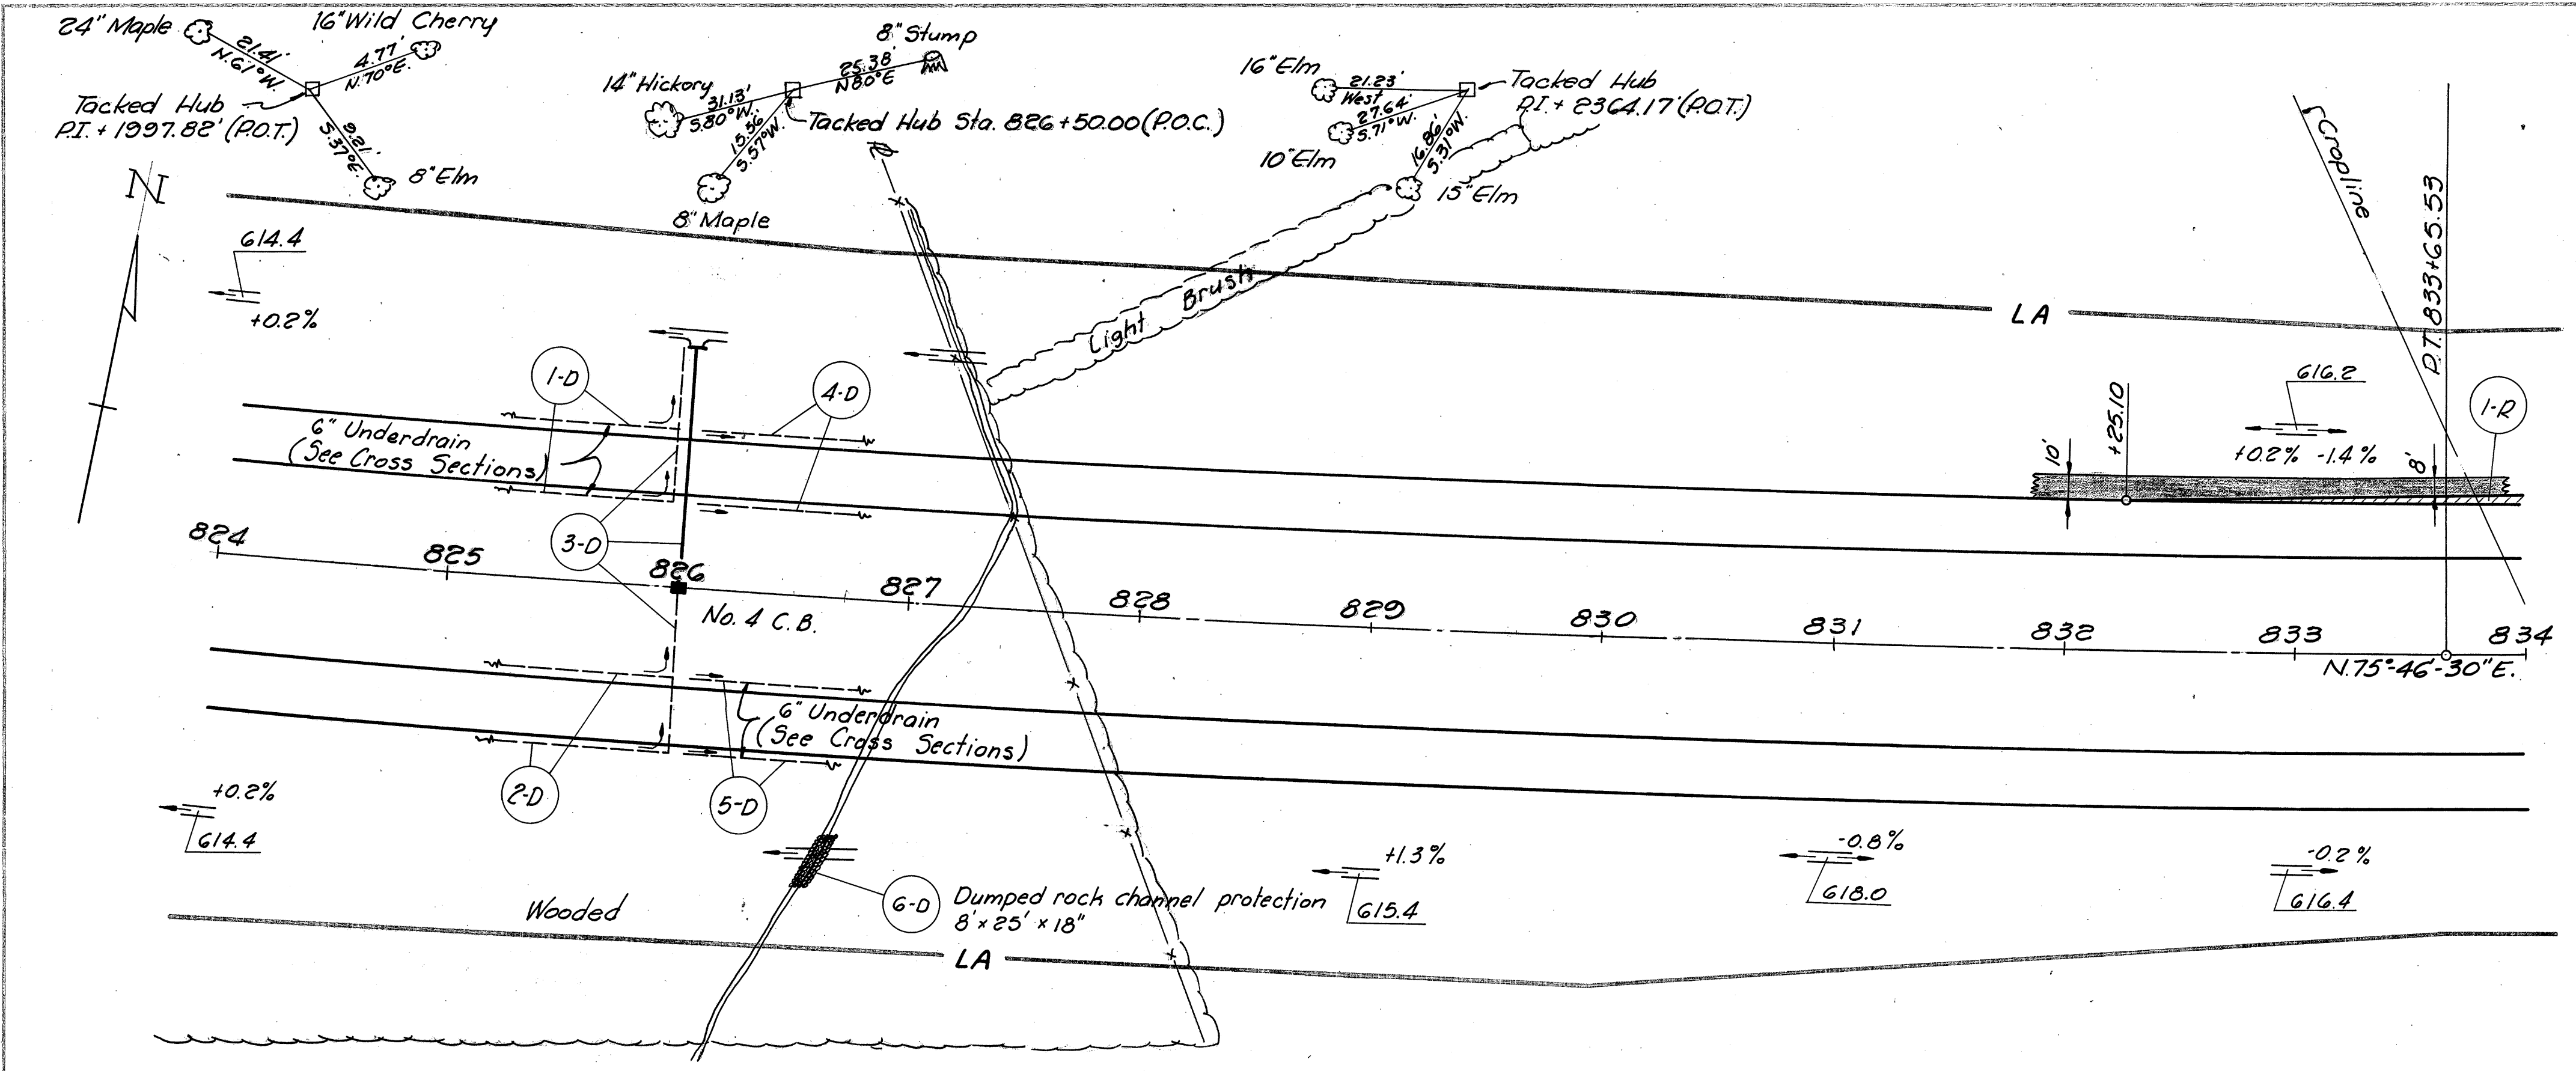 24" Maple
21.41'
N.61°W.
16" Wild Cherry
4.77'
N.70°E.
Tacked Hub
P.I. + 1997.82' (P.O.T.)
9.21'
S.37°E.
8" Elm
14" Hickory
31.13'
S.80°W.
8" Stump
25.38'
N80°E
15.56'
S.57°W.
Tacked Hub Sta. 826+50.00 (P.O.C.)
8" Maple
16" Elm
21.23'
West
27.64'
S.71°W.
10" Elm
16.86'
S.31°W.
15" Elm
Tacked Hub
P.I. + 2364.17' (P.O.T.)
Cropline
P.T. 833+65.53
N
614.4
+0.2%
Light Brush
LA
1-D
4-D
6" Underdrain
(See Cross Sections)
3-D
10'
+25.10
616.2
+0.2% -1.4%
8'
1-R
824
825
826
827
828
829
830
831
832
833
834
No. 4 C.B.
N.75°-46'-30"E.
6" Underdrain
(See Cross Sections)
2-D
5-D
+0.2%
614.4
6-D
Dumped rock channel protection
8' x 25' x 18"
+1.3%
615.4
-0.8%
618.0
-0.2%
616.4
Wooded
LA